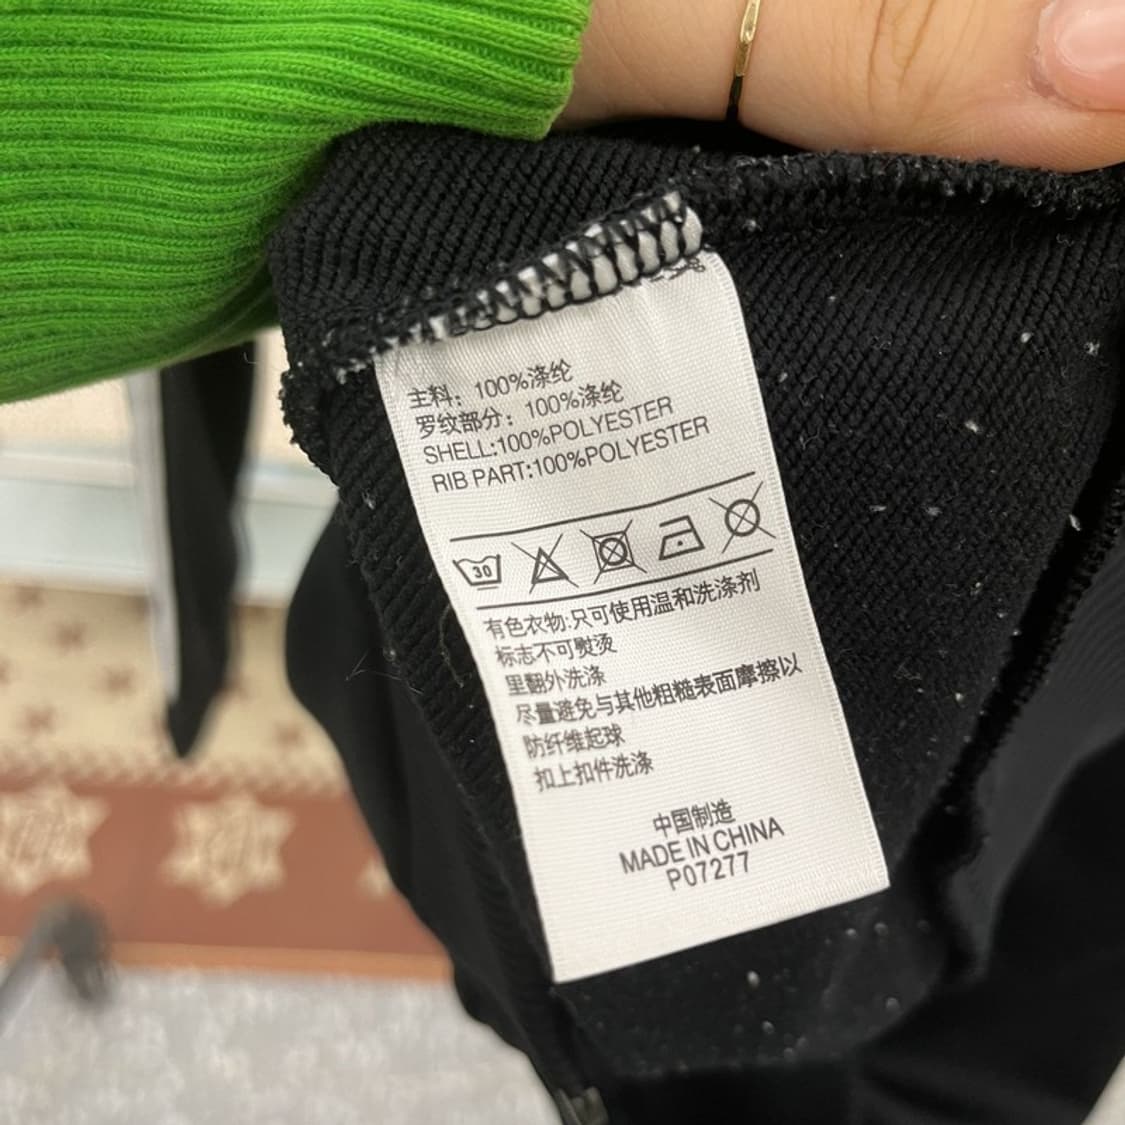 主料：100%涤纶
罗纹部分：100%涤纶
SHELL:100%POLYESTER
RIB PART:100%POLYESTER
30
有色衣物:只可使用温和洗涤剂
标志不可熨烫
里翻外洗涤
尽量避免与其他粗糙表面摩擦以
防纤维起球
扣上扣件洗涤
中国制造
MADE IN CHINA
P07277